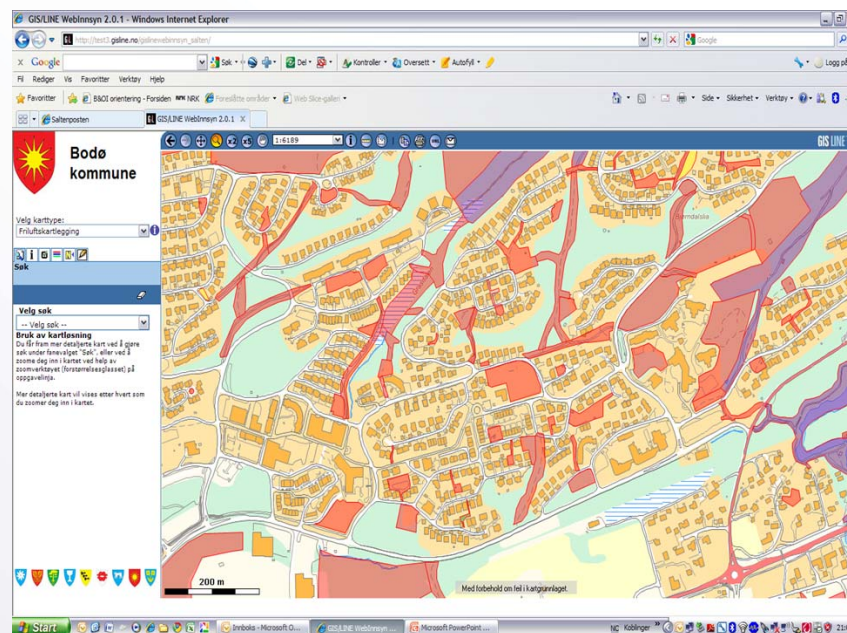 GIS/LINE WebInnsyn 2.0.1 - Windows Internet Explorer
http://test3.gisline.no/gislinewebinnsyn_salten/
Google
x Google
Søk
Del
Kontroller
Oversett
Autofyll
Logg på
Fil Rediger Vis Favoritter Verktøy Hjelp
Favoritter
B&OI orientering - Forsiden
NRK NRK
Foreslåtte områder
Web Slice-galleri
Side
Sikkerhet
Verktøy
Saltenposten
GIS/LINE WebInnsyn 2.0.1
X
Bodø
kommune
x2
x5
1:6189
GIS LINE
Velg karttype:
Friluftskartlegging
Søk
Velg søk
-- Velg søk --
Bruk av kartløsning
Du får fram mer detaljerte kart ved å gjøre
søk under fanevalget "Søk", eller ved å
zoome deg inn i kartet ved help av
zoomverktøyet (forstørrelsesglasset) på
oppgavelinja.
Mer detaljerte kart vil vises etter hvert som
du zoomer deg inn i kartet.
200 m
Med forbehold om feil i kartgrunnlaget.
Start
Innboks - Microsoft O...
GIS/LINE WebInnsyn ...
Microsoft PowerPoint ...
NC
Koblinger